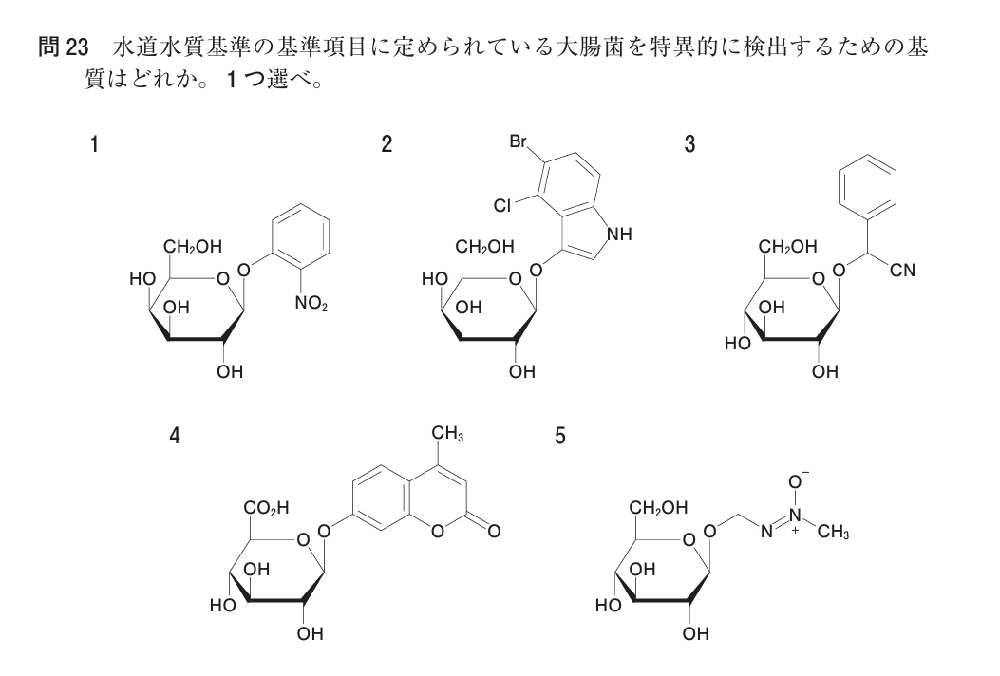 問 23　水道水質基準の基準項目に定められている大腸菌を特異的に検出するための基
質はどれか。1つ選べ。
1
2
3
Br
Cl
NH
CH₂OH
O
O
HO
OH
NO₂
OH
CH₂OH
O
O
HO
OH
OH
CH₂OH
O
O
CN
OH
HO
OH
4
5
CH₃
CO₂H
O
O
O
O
OH
HO
OH
O⁻
CH₂OH
O
O
N
N
+
CH₃
OH
HO
OH